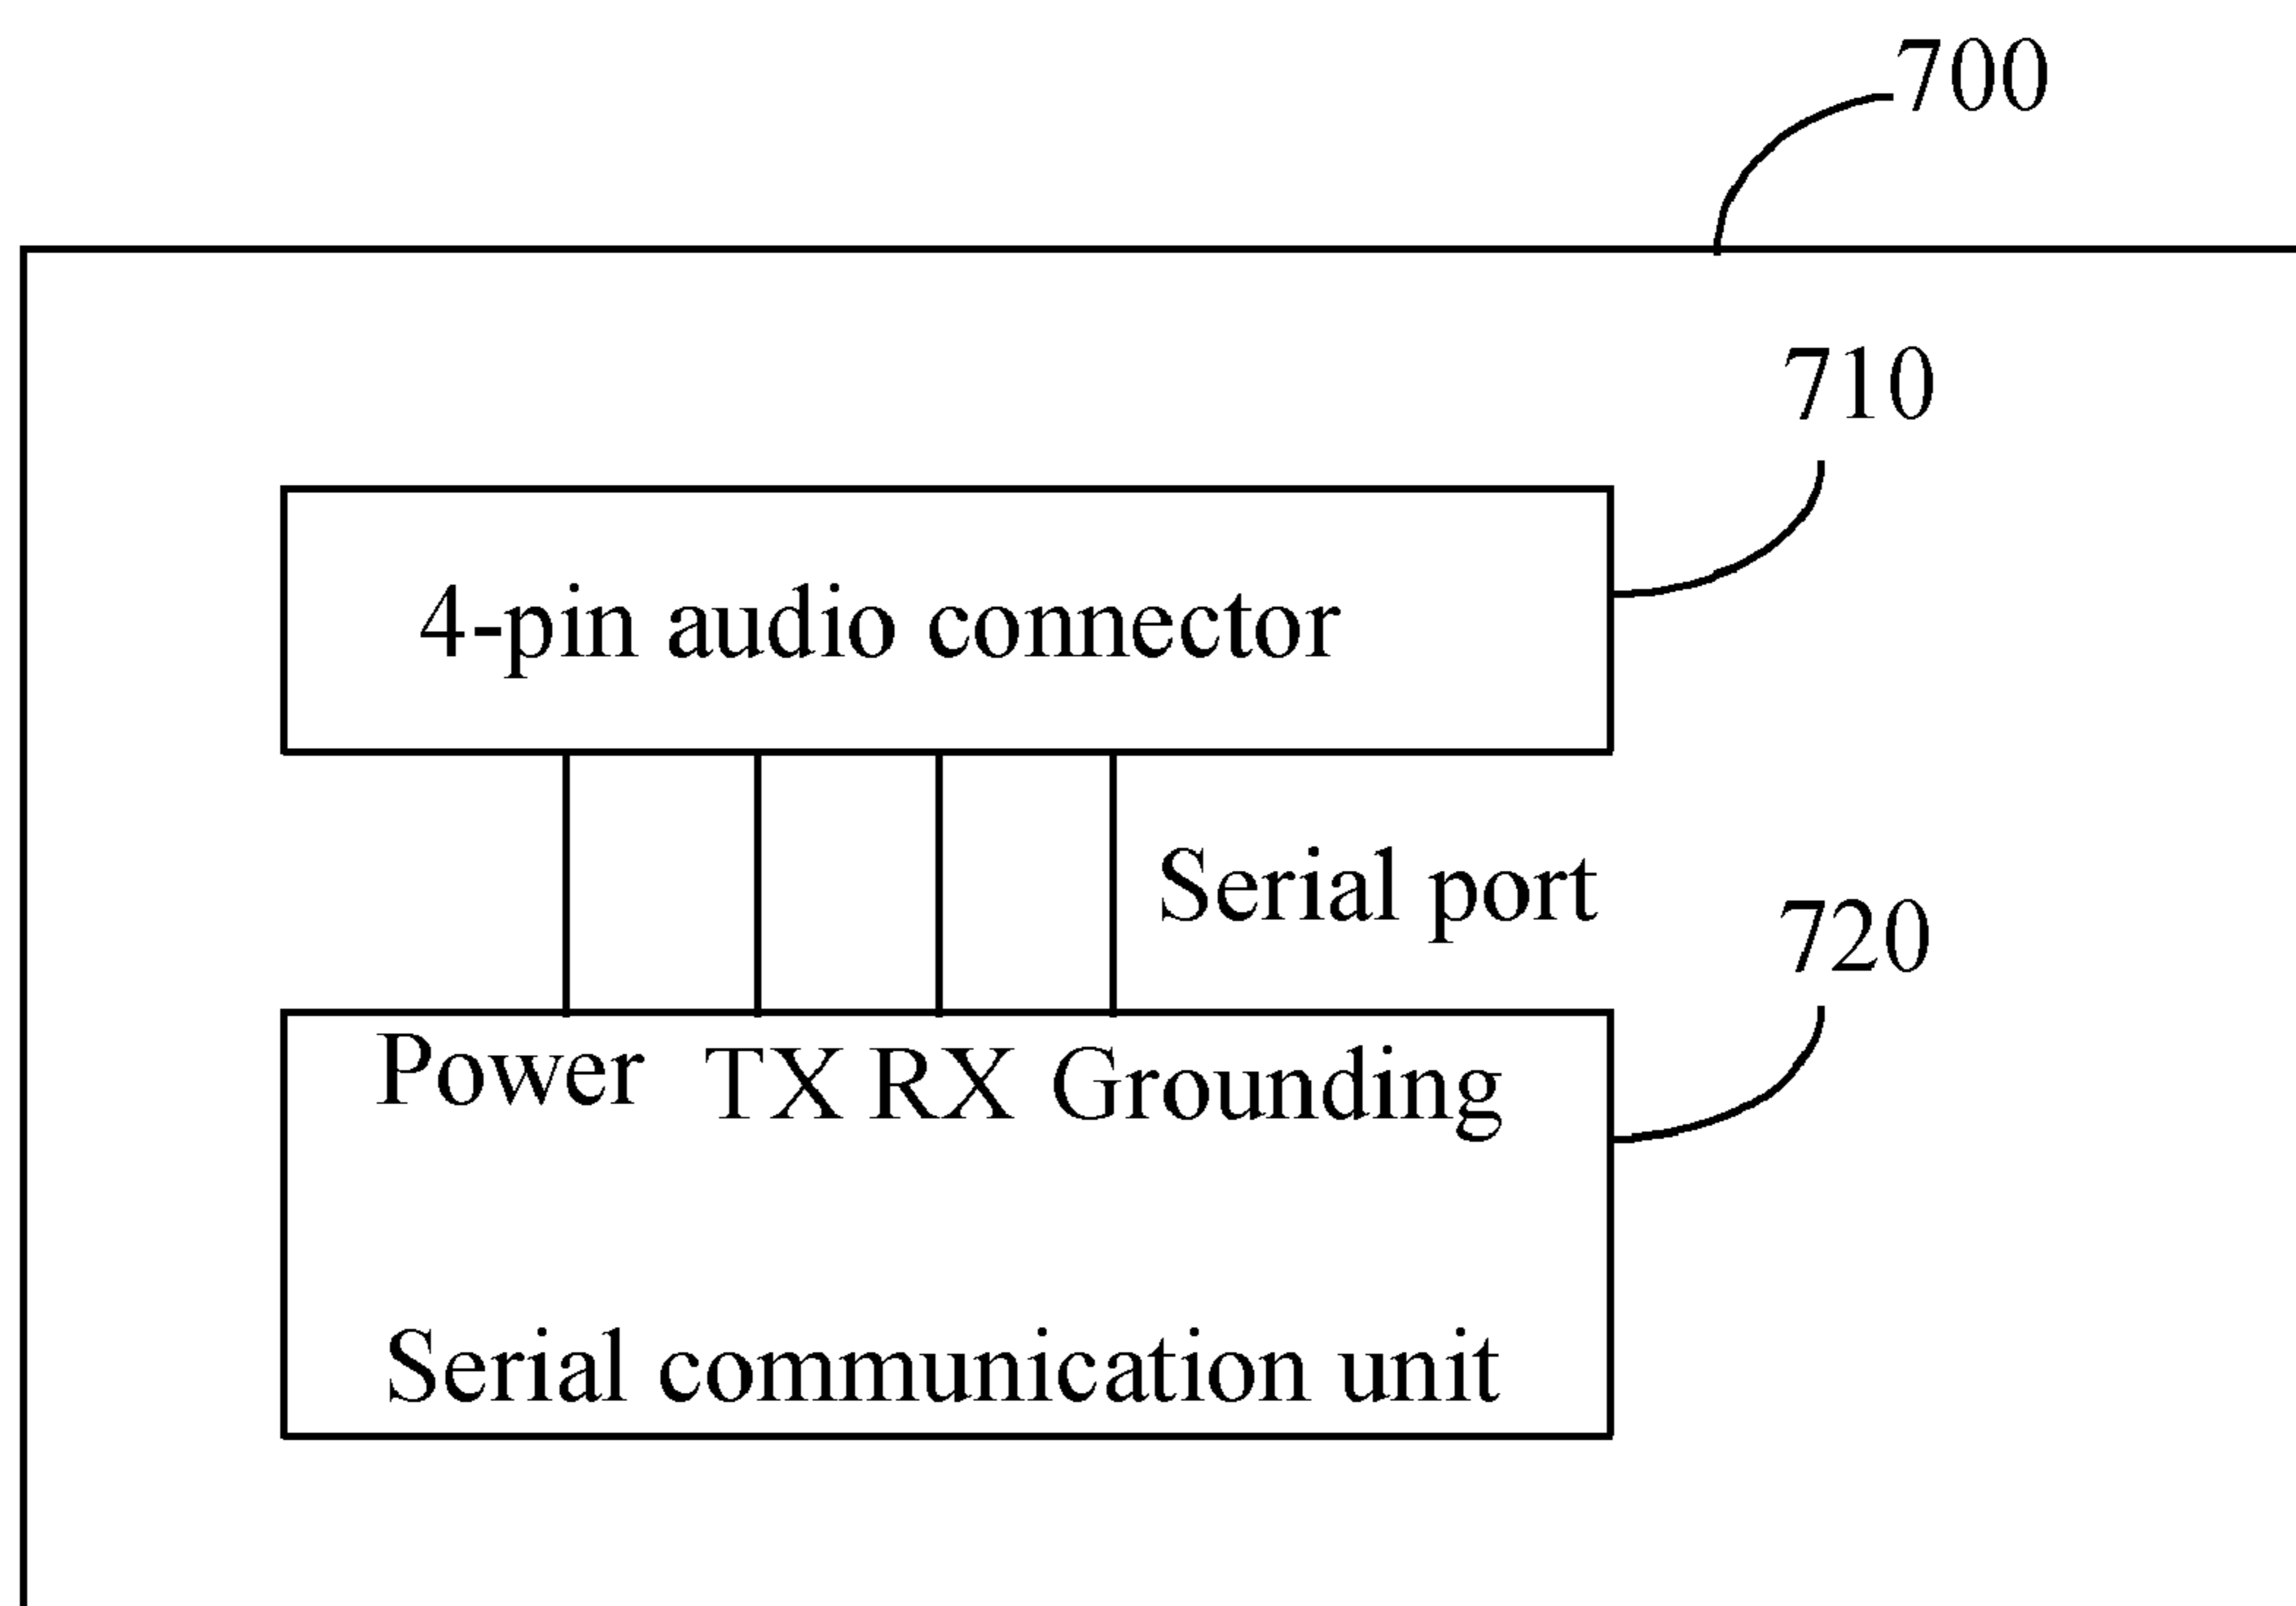 700
710
4-pin audio connector
Serial port
720
Power TX RX Grounding
Serial communication unit